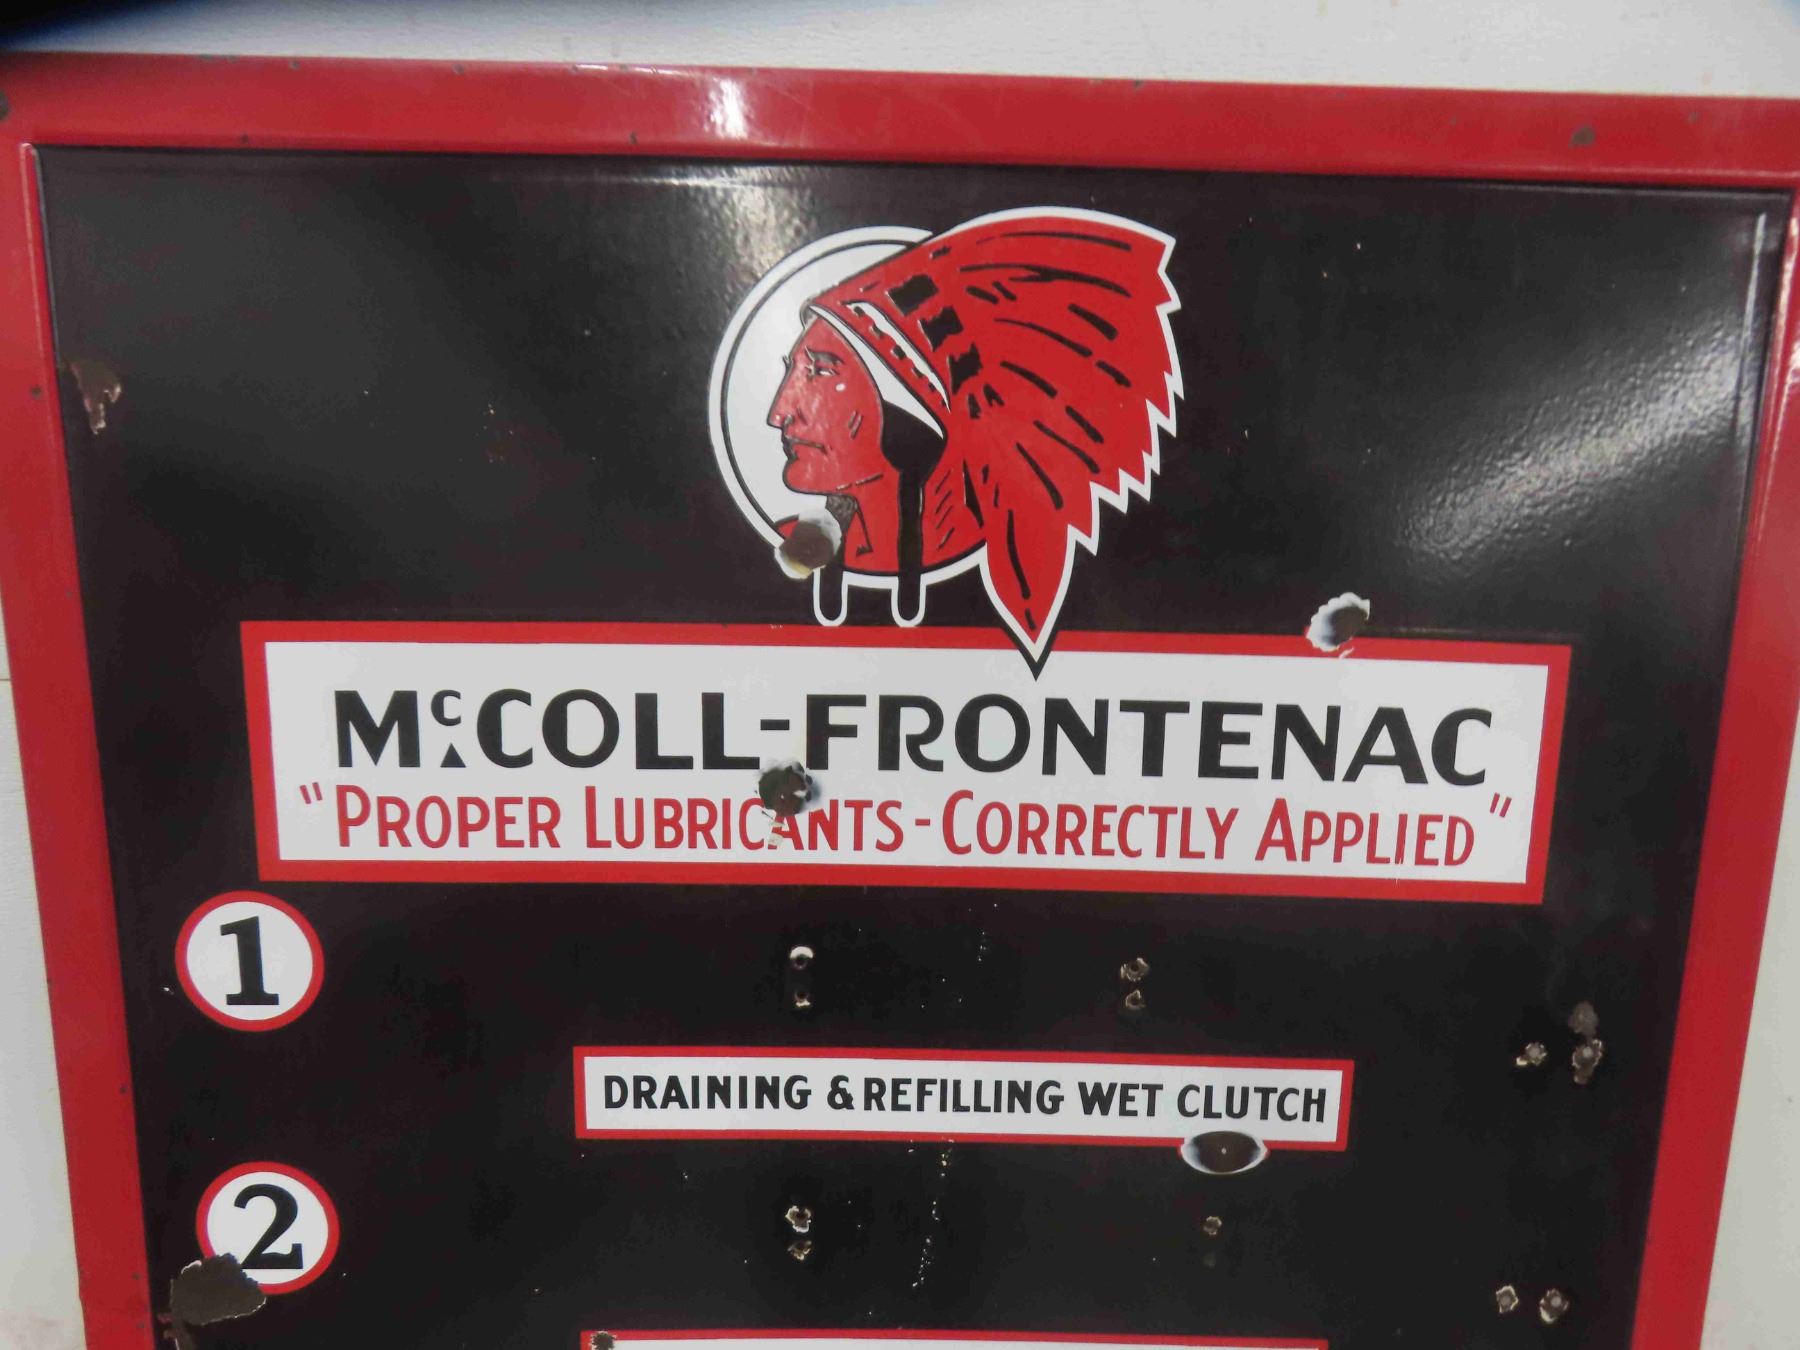 McCOLL-FRONTENAC
"PROPER LUBRICANTS-CORRECTLY APPLIED"
1
DRAINING & REFILLING WET CLUTCH
2